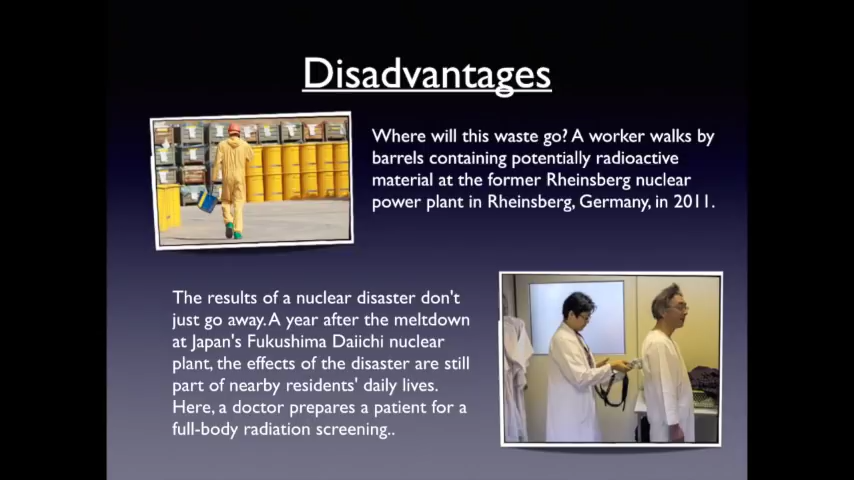 Disadvantages
Where will this waste go? A worker walks by
barrels containing potentially radioactive
material at the former Rheinsberg nuclear
power plant in Rheinsberg, Germany, in 2011.
The results of a nuclear disaster don't
just go away. A year after the meltdown
at Japan's Fukushima Daiichi nuclear
plant, the effects of the disaster are still
part of nearby residents' daily lives.
Here, a doctor prepares a patient for a
full-body radiation screening..